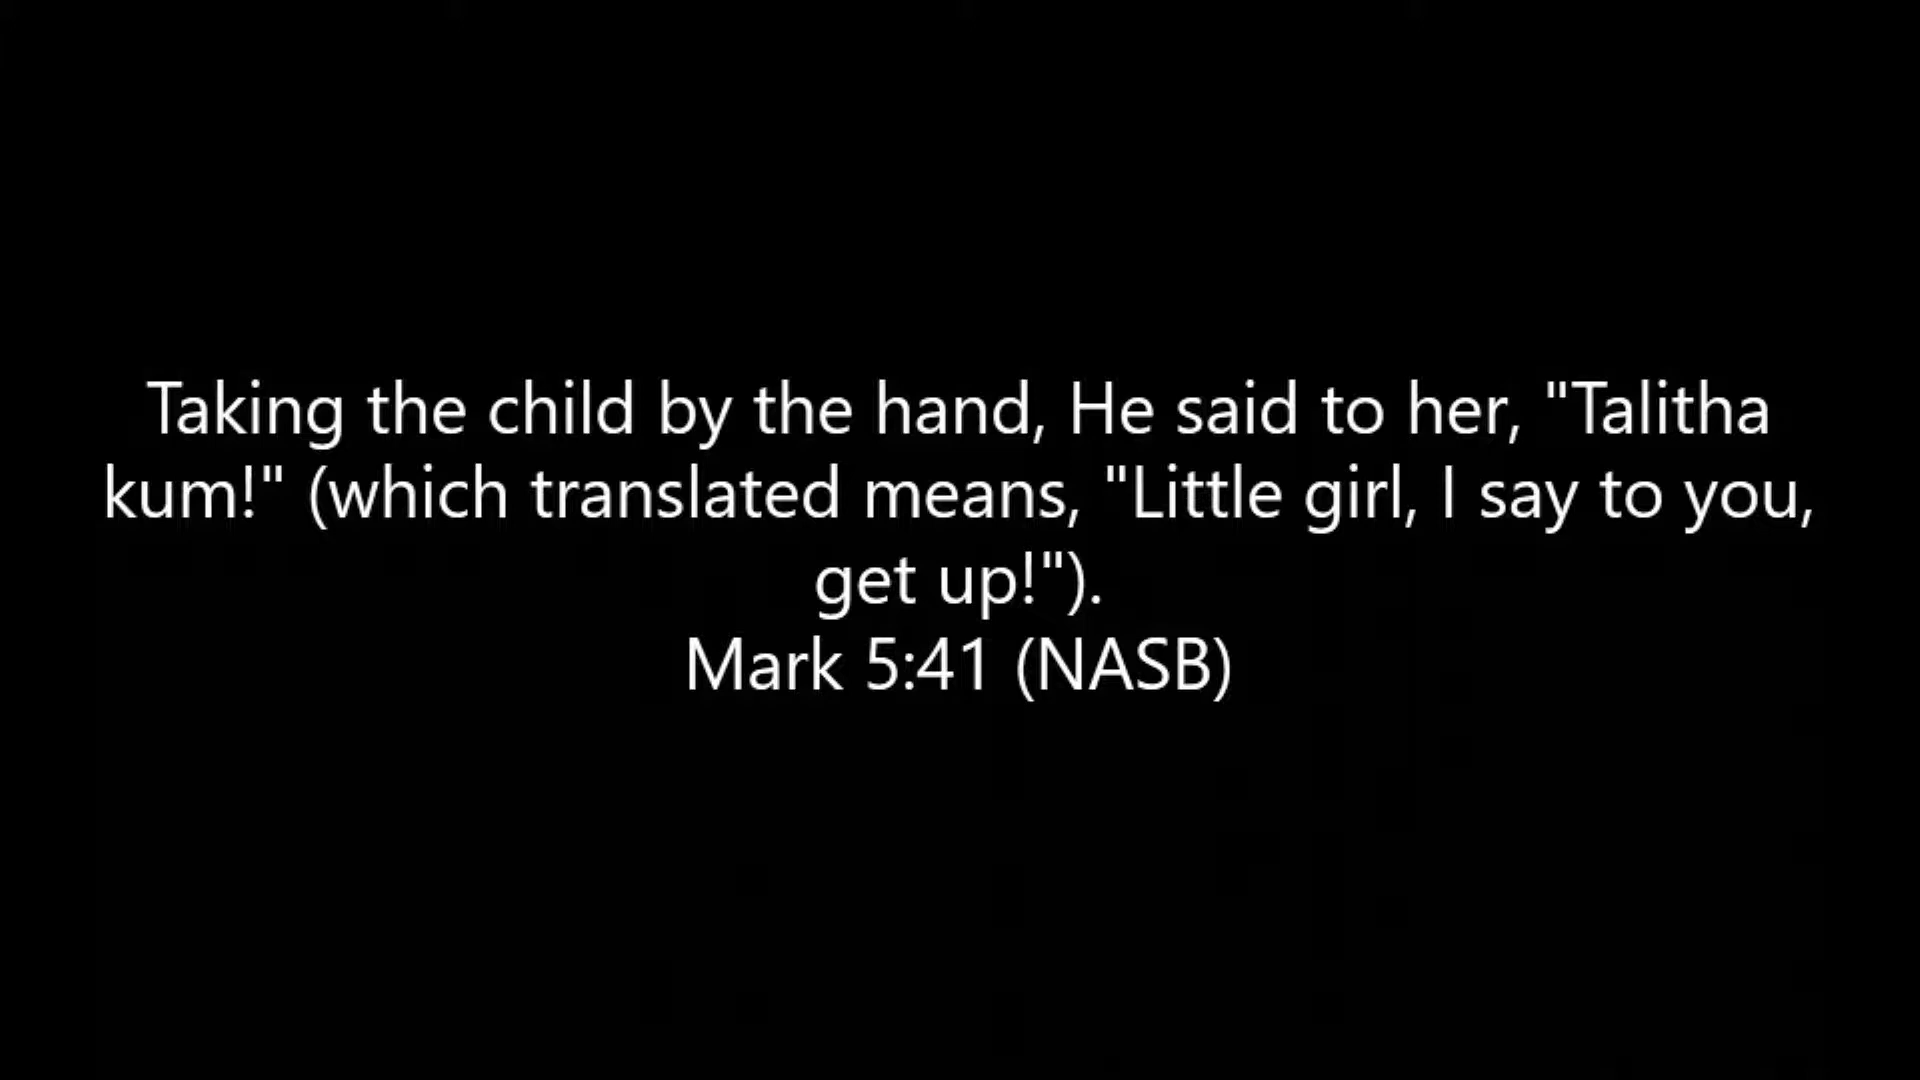 Taking the child by the hand, He said to her, "Talitha
kum!" (which translated means, "Little girl, I say to you,
get up!").
Mark 5:41 (NASB)